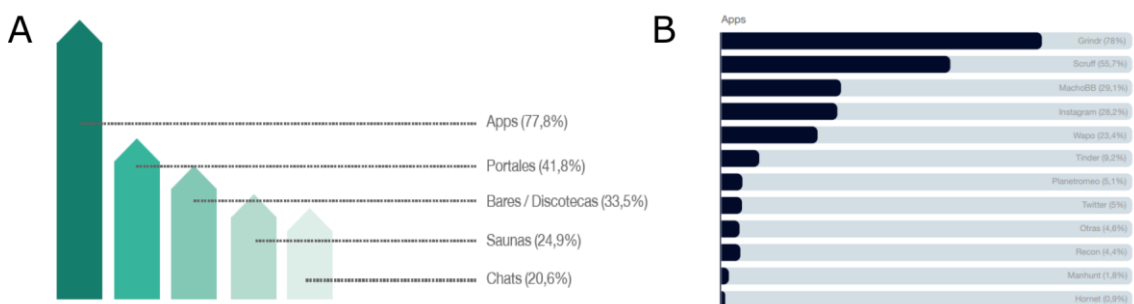 A
Apps (77,8%)
Portales (41,8%)
Bares / Discotecas (33,5%)
Saunas (24,9%)
Chats (20,6%)
B
Apps
Grindr (78%)
Scruff (55,7%)
MachoBB (29,1%)
Instagram (28,2%)
Wapo (23,4%)
Tinder (9,2%)
Planetromeo (5,1%)
Twitter (5%)
Otras (4,6%)
Recon (4,4%)
Manhunt (1,8%)
Hornet (0,9%)